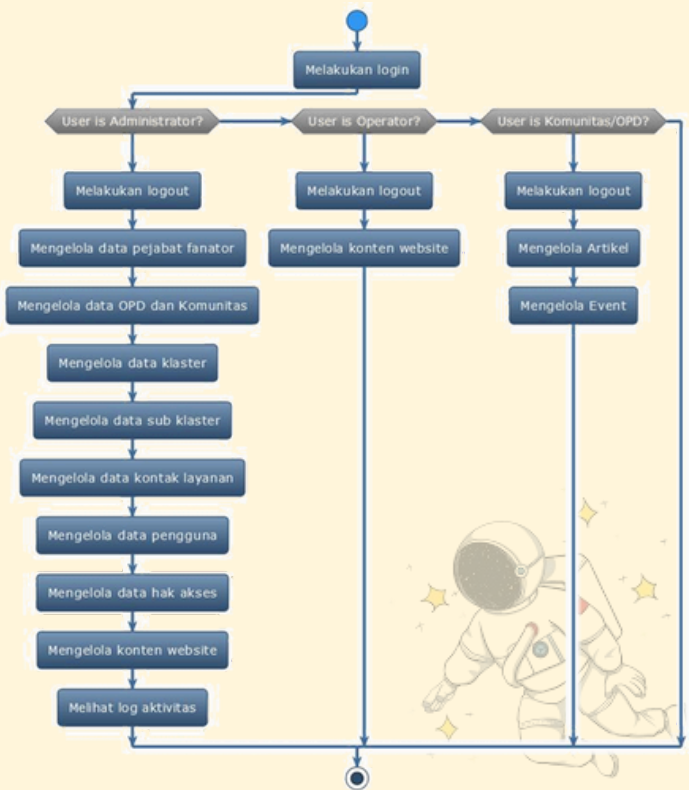 Melakukan login
User is Administrator?
User is Operator?
User is Komunitas/OPD?
Melakukan logout
Melakukan logout
Melakukan logout
Mengelola data pejabat fanator
Mengelola konten website
Mengelola Artikel
Mengelola data OPD dan Komunitas
Mengelola Event
Mengelola data klaster
Mengelola data sub klaster
Mengelola data kontak layanan
Mengelola data pengguna
Mengelola data hak akses
Mengelola konten website
Melihat log aktivitas